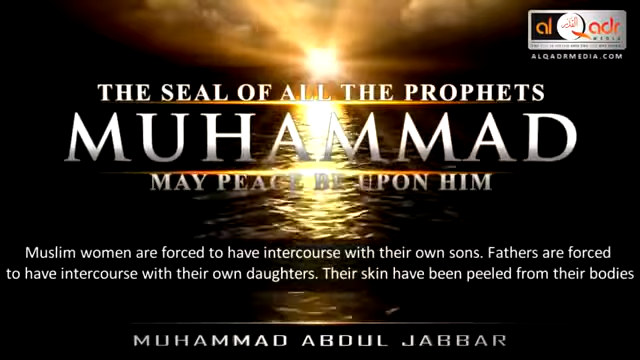 al Qadr
MEDIA
ALQADRMEDIA.COM
THE SEAL OF ALL THE PROPHETS
MUHAMMAD
MAY PEACE BE UPON HIM
Muslim women are forced to have intercourse with their own sons. Fathers are forced
to have intercourse with their own daughters. Their skin have been peeled from their bodies
MUHAMMAD ABDUL JABBAR